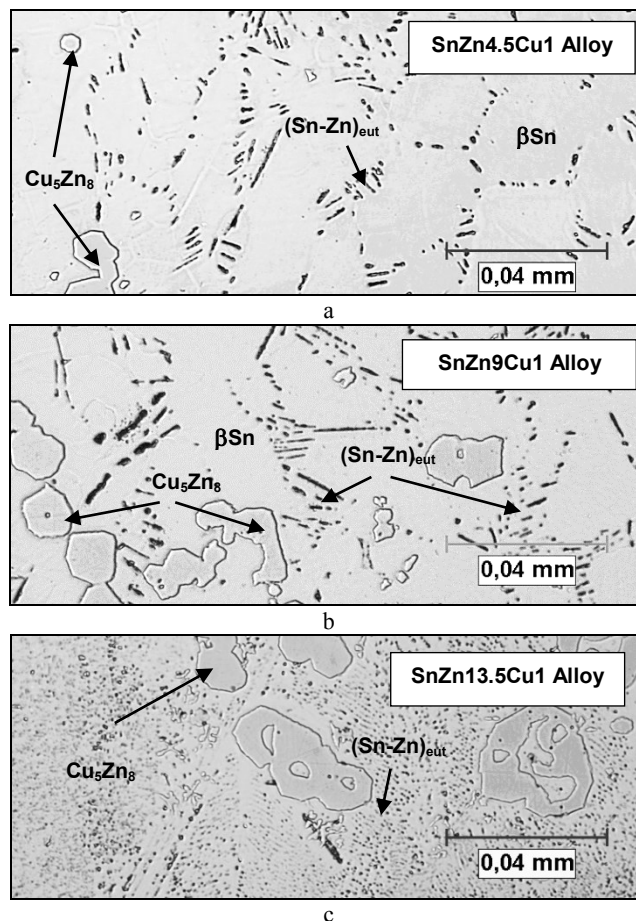 SnZn4.5Cu1 Alloy
(Sn-Zn)eut
βSn
Cu5Zn8
0,04 mm
a
SnZn9Cu1 Alloy
βSn
(Sn-Zn)eut
Cu5Zn8
0,04 mm
b
SnZn13.5Cu1 Alloy
(Sn-Zn)eut
Cu5Zn8
0,04 mm
c